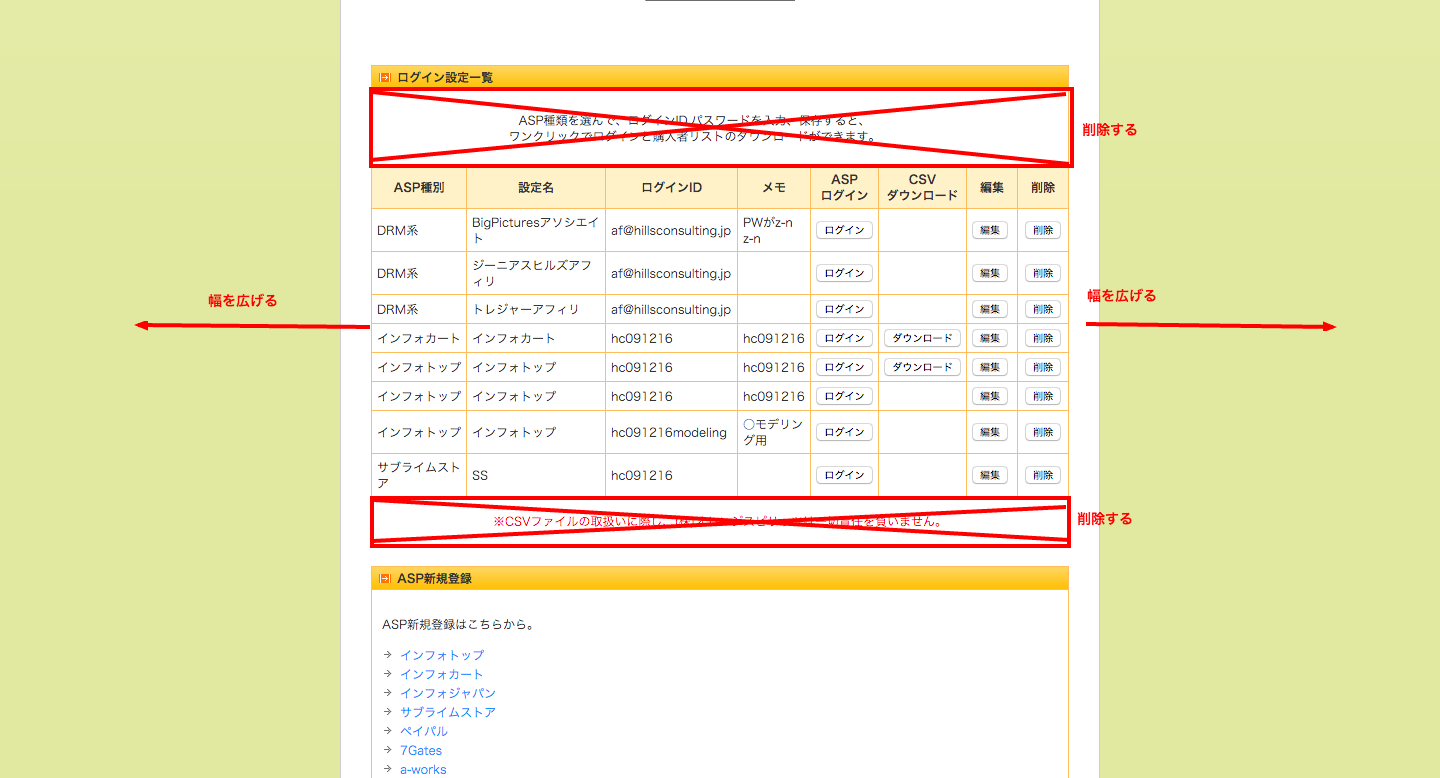 ログイン設定一覧
ASP種類を選んで、ログインID パスワードを入力、保存すると、
ワンクリックでログインと購入者リストのダウンロードができます。
削除する
ASP種別 設定名 ログインID メモ ASP ログイン CSV ダウンロード 編集 削除
DRM系 BigPicturesアソシエイト af@hillsconsulting.jp PWがz-n z-n ログイン 編集 削除
DRM系 ジーニアスヒルズアフィリ af@hillsconsulting.jp ログイン 編集 削除
幅を広げる
幅を広げる
DRM系 トレジャーアフィリ af@hillsconsulting.jp ログイン 編集 削除
インフォカート インフォカート hc091216 hc091216 ログイン ダウンロード 編集 削除
インフォトップ インフォトップ hc091216 hc091216 ログイン ダウンロード 編集 削除
インフォトップ インフォトップ hc091216 hc091216 ログイン 編集 削除
インフォトップ インフォトップ hc091216modeling ○モデリング用 ログイン 編集 削除
サブライムストア SS hc091216 ログイン 編集 削除
※CSVファイルの取扱いに際し、一切責任を負いません。
削除する
ASP新規登録
ASP新規登録はこちらから。
インフォトップ
インフォカート
インフォジャパン
サブライムストア
ペイパル
7Gates
a-works